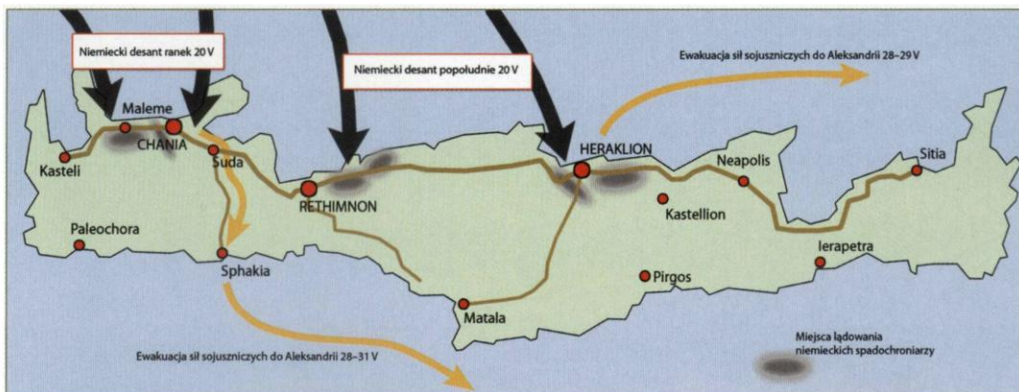 Niemiecki desant ranek 20 V
Niemiecki desant popołudnie 20 V
Ewakuacja sił sojuszniczych do Aleksandrii 28–29 V
Maleme
CHANIA
Kasteli
Suda
HERAKLION
Neapolis
Sitia
RETHIMNON
Kastellion
Paleochora
Sphakia
Ierapetra
Pirgos
Matala
Miejsca lądowania
niemieckich spadochroniarzy
Ewakuacja sił sojuszniczych do Aleksandrii 28–31 V